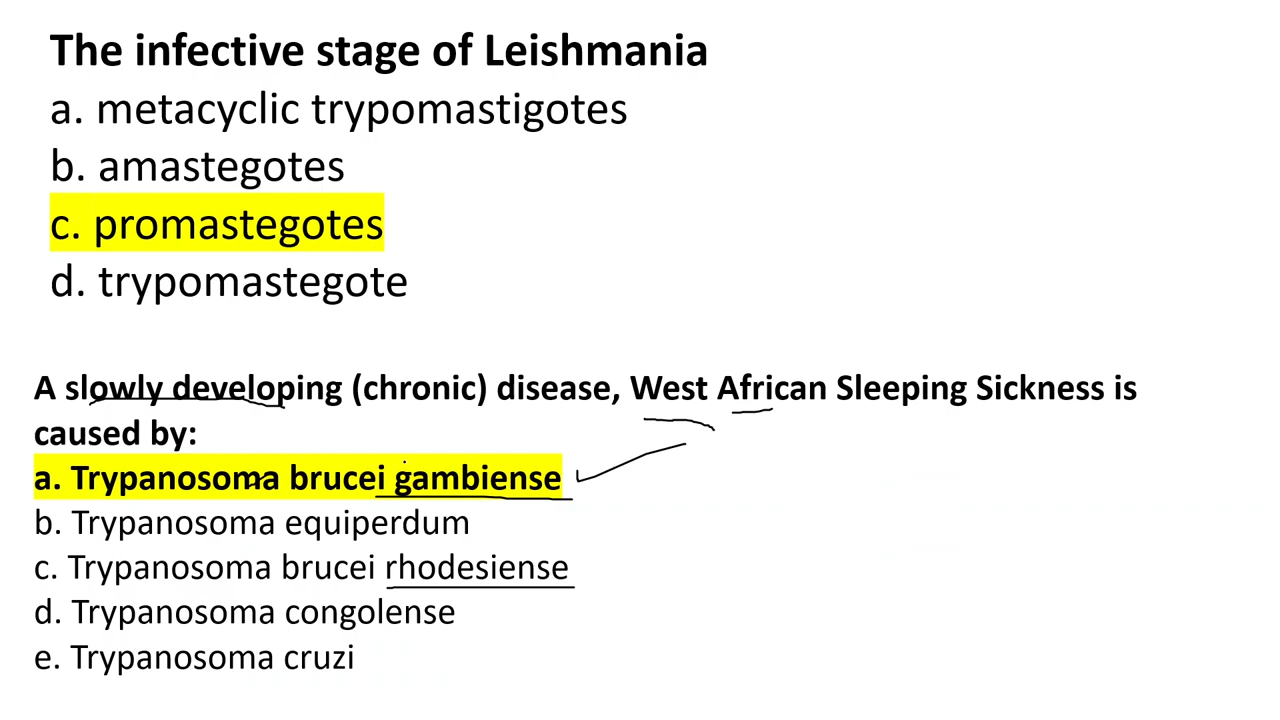 The infective stage of Leishmania
a. metacyclic trypomastigotes
b. amastegotes
c. promastegotes
d. trypomastegote
A slowly developing (chronic) disease, West African Sleeping Sickness is
caused by:
a. Trypanosoma brucei gambiense
b. Trypanosoma equiperdum
c. Trypanosoma brucei rhodesiense
d. Trypanosoma congolense
e. Trypanosoma cruzi